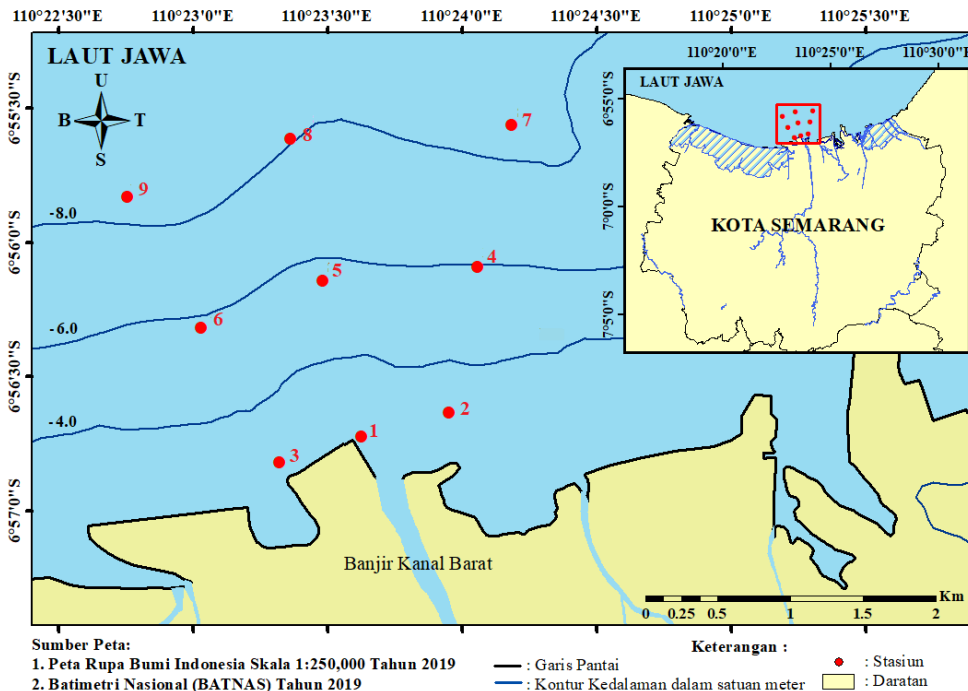 110°22'30"E 110°23'0"E 110°23'30"E 110°24'0"E 110°24'30"E 110°25'0"E 110°25'30"E
LAUT JAWA
U
B T
S
6°55'30"S
6°56'0"S
6°56'30"S
6°57'0"S
110°20'0"E 110°25'0"E 110°30'0"E
LAUT JAWA
6°55'0"S
7°0'0"S
7°5'0"S
KOTA SEMARANG
7
8
9
-8.0
4
5
6
-6.0
2
1
3
-4.0
Banjir Kanal Barat
Km
0 0.25 0.5 1 2
Sumber Peta:
1. Peta Rupa Bumi Indonesia Skala 1:250,000 Tahun 2019
2. Batimetri Nasional (BATNAS) Tahun 2019
Keterangan :
: Garis Pantai
: Kontur Kedalaman dalam satuan meter
: Stasiun
: Daratan